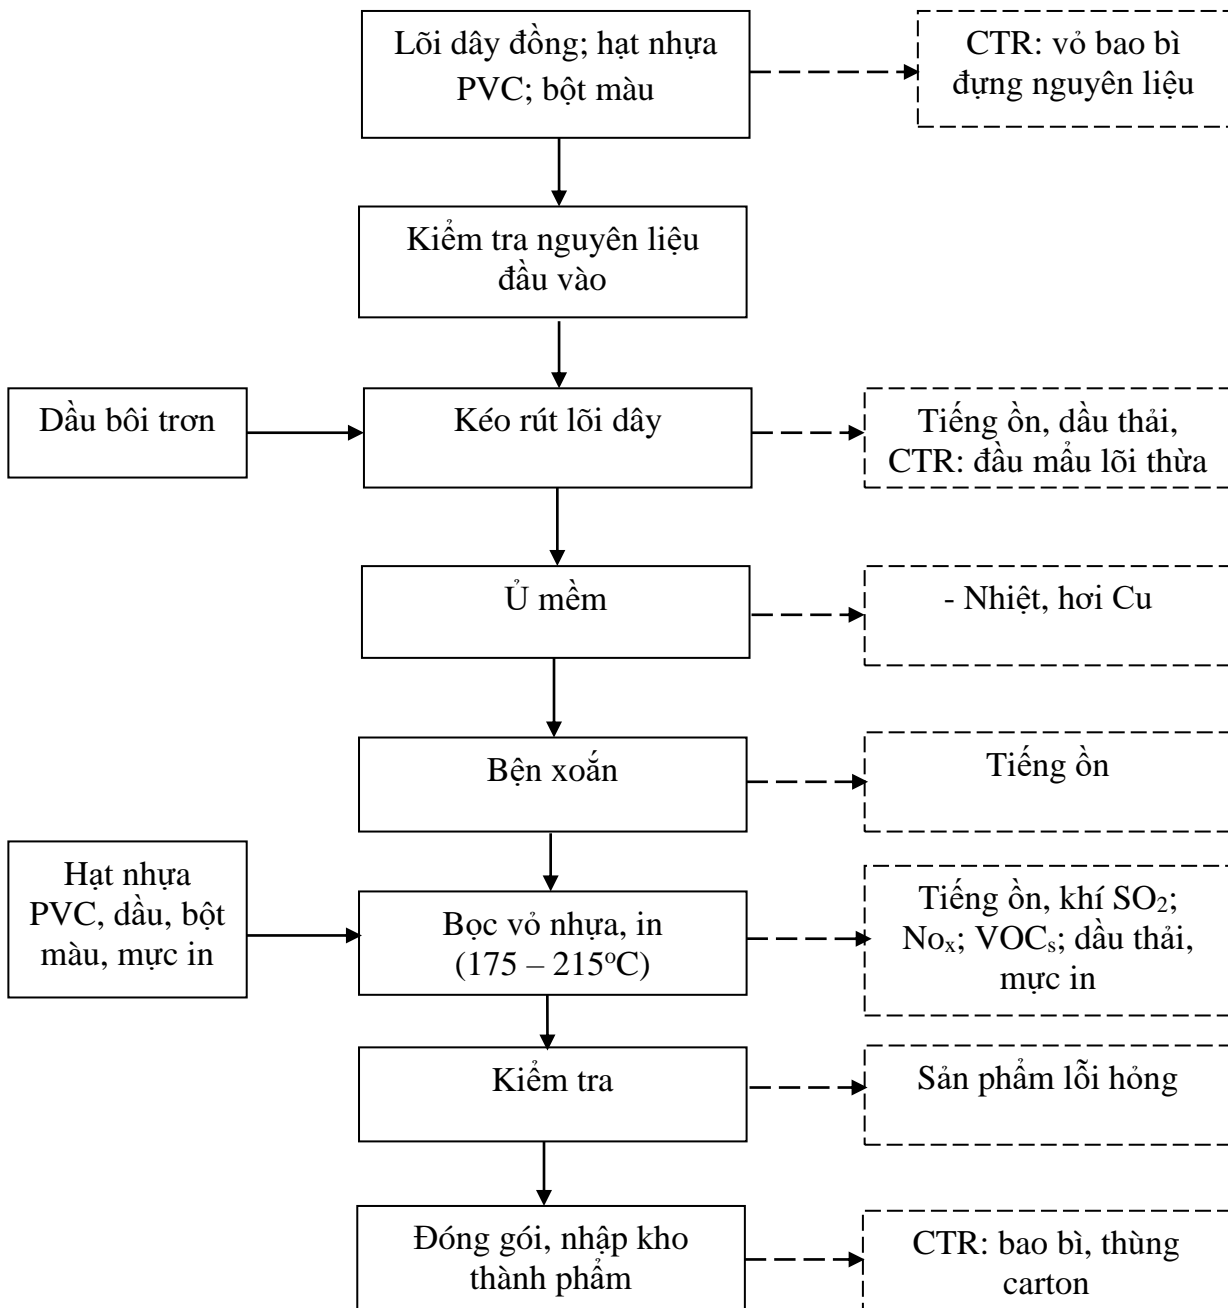 Lõi dây đồng; hạt nhựa
PVC; bột màu
CTR: vỏ bao bì
đựng nguyên liệu
Kiểm tra nguyên liệu
đầu vào
Dầu bôi trơn
Kéo rút lõi dây
Tiếng ồn, dầu thải,
CTR: đầu mẩu lõi thừa
Ủ mềm
- Nhiệt, hơi Cu
Bện xoắn
Tiếng ồn
Hạt nhựa
PVC, dầu, bột
màu, mực in
Bọc vỏ nhựa, in
(175 – 215ºC)
Tiếng ồn, khí SO₂;
Noₓ; VOCₛ; dầu thải,
mực in
Kiểm tra
Sản phẩm lỗi hỏng
Đóng gói, nhập kho
thành phẩm
CTR: bao bì, thùng
carton